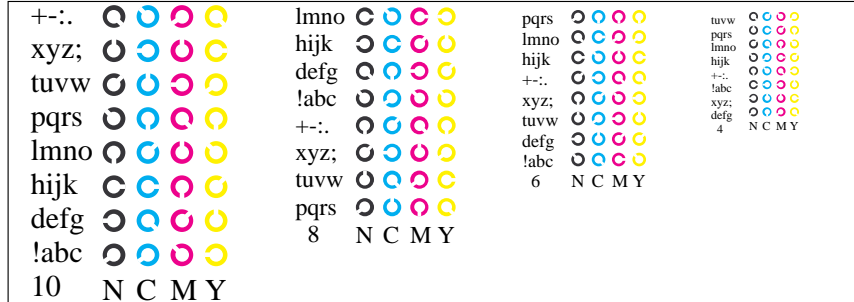 +-:.
xyz;
tuvw
pqrs
lmno
hijk
defg
!abc
10 N C M Y
lmno
hijk
defg
!abc
+-:.
xyz;
tuvw
pqrs
8 N C M Y
pqrs
lmno
hijk
+-:.
xyz;
tuvw
defg
!abc
6 N C M Y
tuvw
pqrs
lmno
hijk
+-:.
!abc
xyz;
defg
4 N C M Y